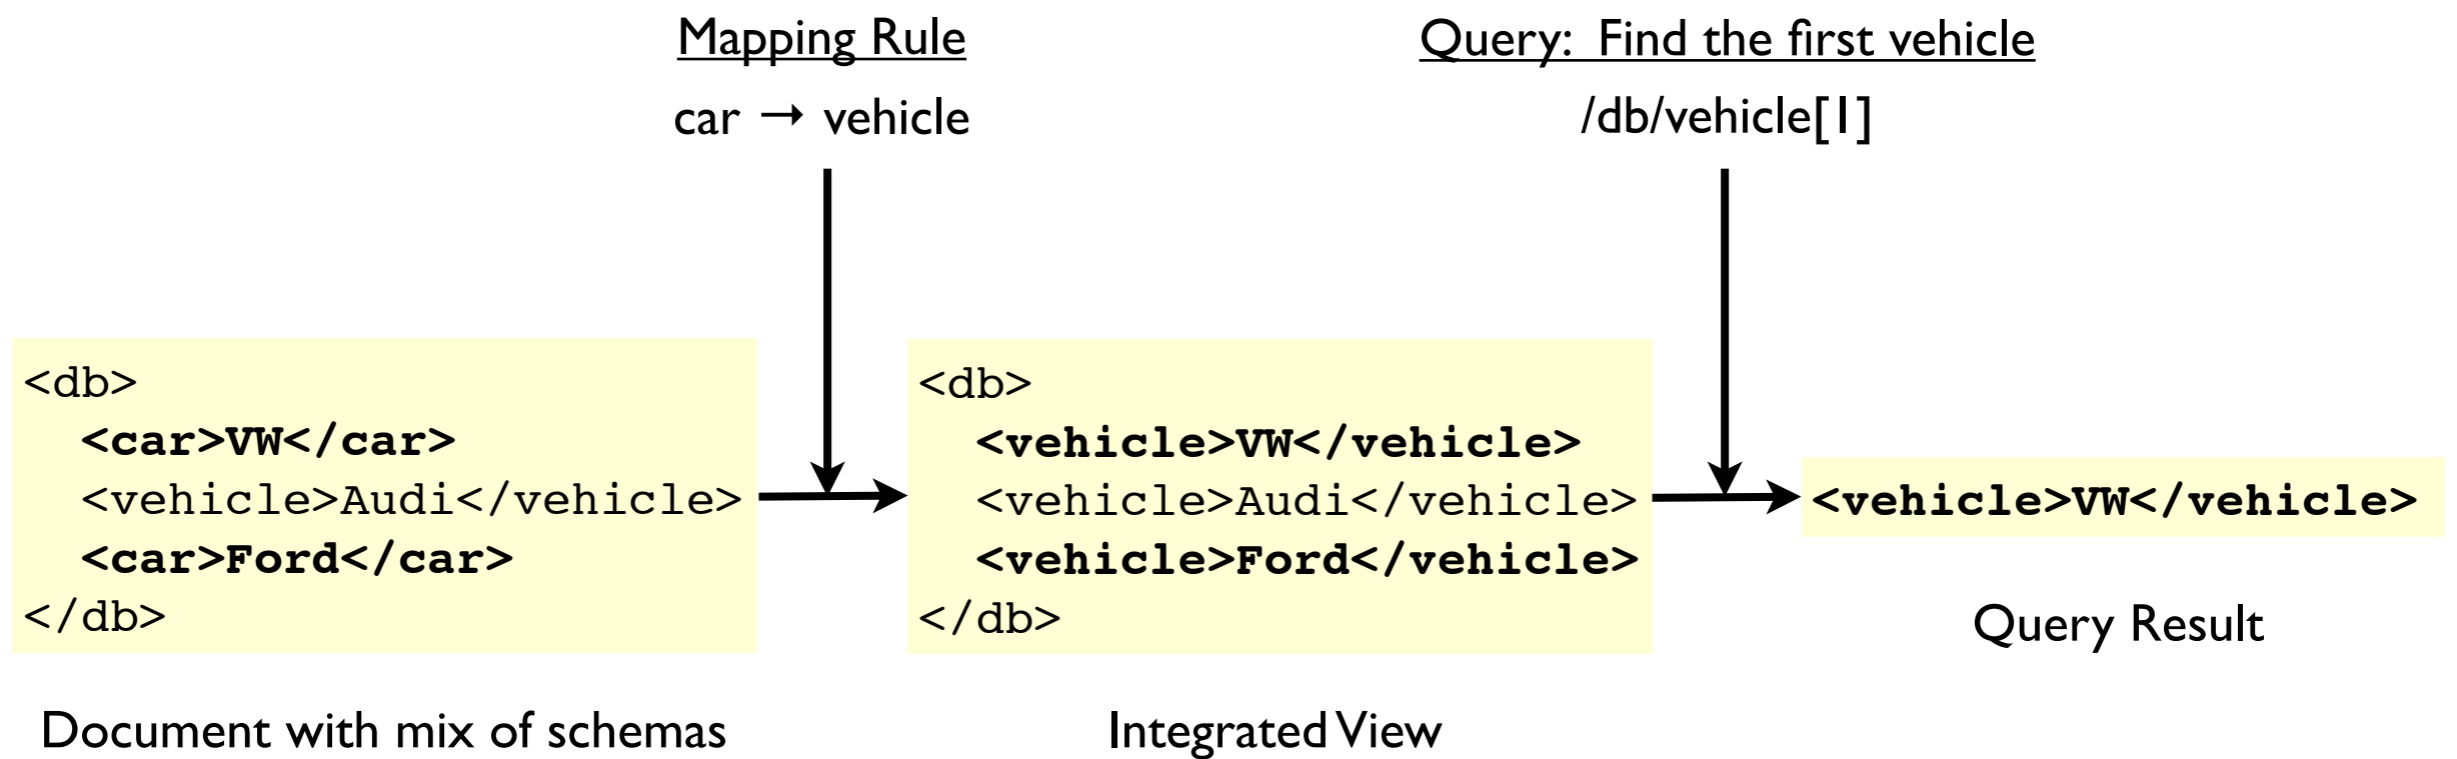 Mapping Rule
car → vehicle
Query: Find the first vehicle
/db/vehicle[1]
<db>
<car>VW</car>
<vehicle>Audi</vehicle>
<car>Ford</car>
</db>
Document with mix of schemas
<db>
<vehicle>VW</vehicle>
<vehicle>Audi</vehicle>
<vehicle>Ford</vehicle>
</db>
Integrated View
<vehicle>VW</vehicle>
Query Result